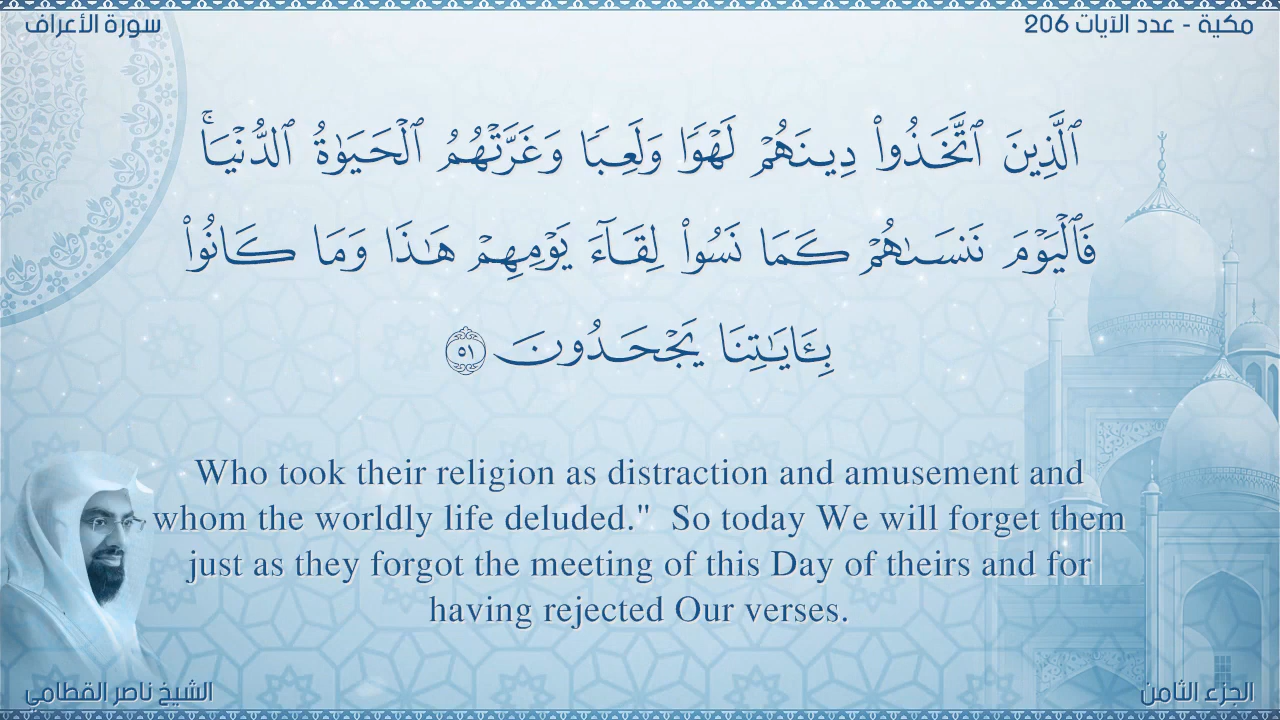 سورة الأعراف
مكية - عدد الآيات 206
ٱلَّذِينَ ٱتَّخَذُوا۟ دِينَهُمْ لَهْوًا وَلَعِبًا وَغَرَّتْهُمُ ٱلْحَيَوٰةُ ٱلدُّنْيَا ۚ
فَٱلْيَوْمَ نَنسَىٰهُمْ كَمَا نَسُوا۟ لِقَآءَ يَوْمِهِمْ هَٰذَا وَمَا كَانُوا۟
بِـَٔايَٰتِنَا يَجْحَدُونَ ٥١
Who took their religion as distraction and amusement and
whom the worldly life deluded."  So today We will forget them
just as they forgot the meeting of this Day of theirs and for
having rejected Our verses.
الشيخ ناصر القطامي
الجزء الثامن